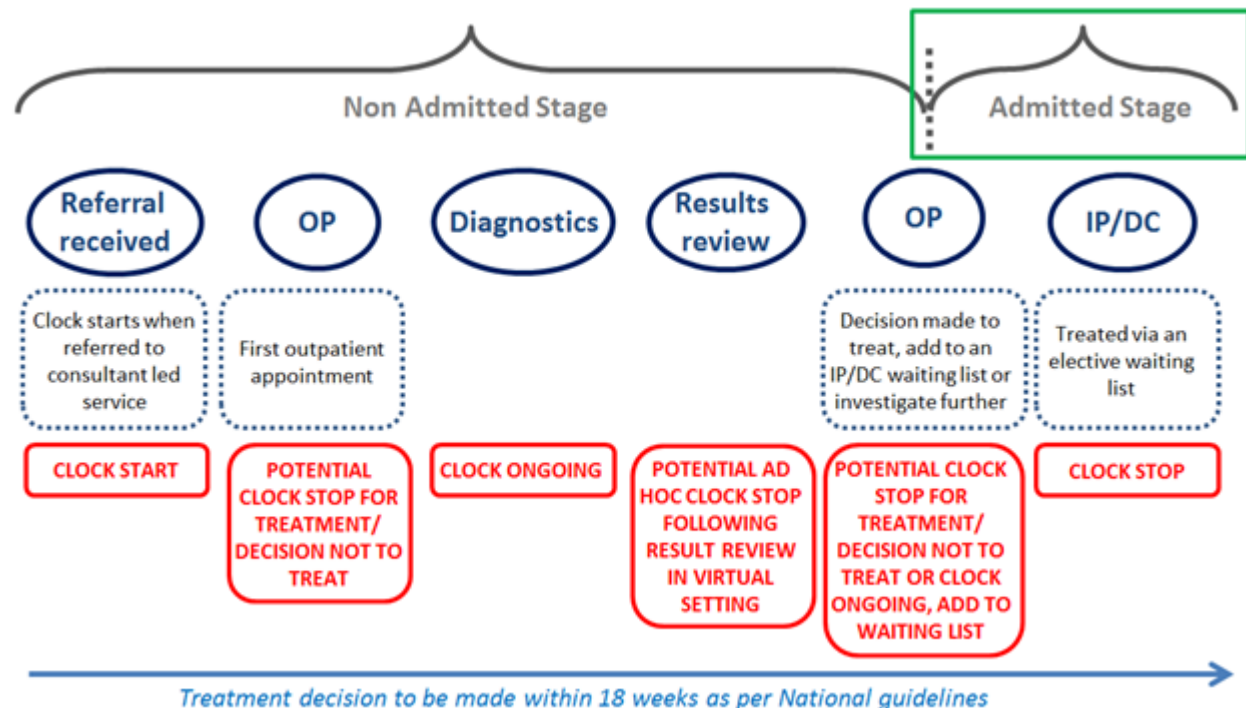 Non Admitted Stage
Admitted Stage
Referral
received
OP
Diagnostics
Results
review
OP
IP/DC
Clock starts when
referred to
consultant led
service
First outpatient
appointment
Decision made to
treat, add to an
IP/DC waiting list or
investigate further
Treated via an
elective waiting
list
CLOCK START
POTENTIAL
CLOCK STOP FOR
TREATMENT/
DECISION NOT TO
TREAT
CLOCK ONGOING
POTENTIAL AD
HOC CLOCK STOP
FOLLOWING
RESULT REVIEW
IN VIRTUAL
SETTING
POTENTIAL CLOCK
STOP FOR
TREATMENT/
DECISION NOT TO
TREAT OR CLOCK
ONGOING, ADD TO
WAITING LIST
CLOCK STOP
Treatment decision to be made within 18 weeks as per National guidelines